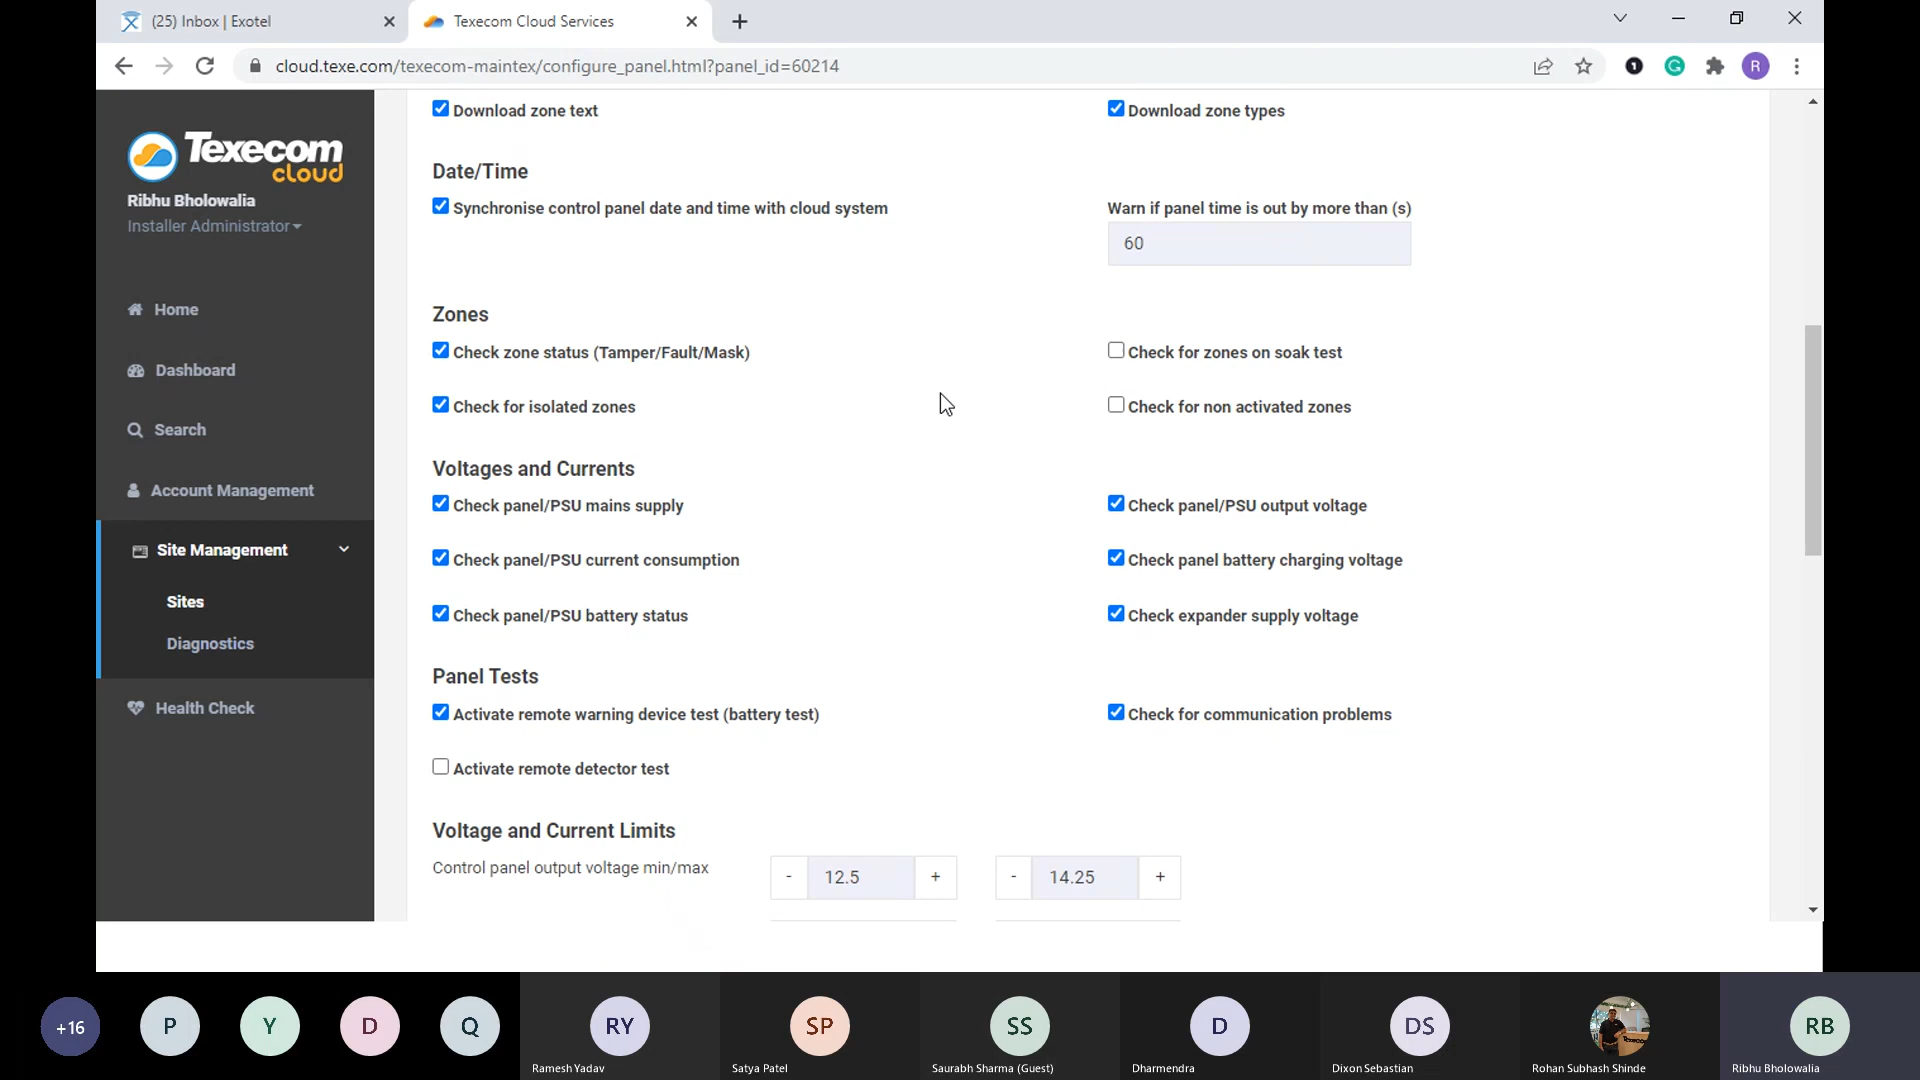 (25) Inbox | Exotel
Texecom Cloud Services
cloud.texe.com/texecom-maintex/configure_panel.html?panel_id=60214
R
Texecom
cloud
Ribhu Bholowalia
Installer Administrator
Home
Dashboard
Search
Account Management
Site Management
Sites
Diagnostics
Health Check
Download zone text
Download zone types
Date/Time
Synchronise control panel date and time with cloud system
Warn if panel time is out by more than (s)
60
Zones
Check zone status (Tamper/Fault/Mask)
Check for zones on soak test
Check for isolated zones
Check for non activated zones
Voltages and Currents
Check panel/PSU mains supply
Check panel/PSU output voltage
Check panel/PSU current consumption
Check panel battery charging voltage
Check panel/PSU battery status
Check expander supply voltage
Panel Tests
Activate remote warning device test (battery test)
Check for communication problems
Activate remote detector test
Voltage and Current Limits
Control panel output voltage min/max
- 12.5 + - 14.25 +
+16
P
Y
D
Q
RY
SP
SS
D
DS
RB
Ramesh Yadav
Satya Patel
Saurabh Sharma (Guest)
Dharmendra
Dixon Sebastian
Rohan Subhash Shinde
Ribhu Bholowalia